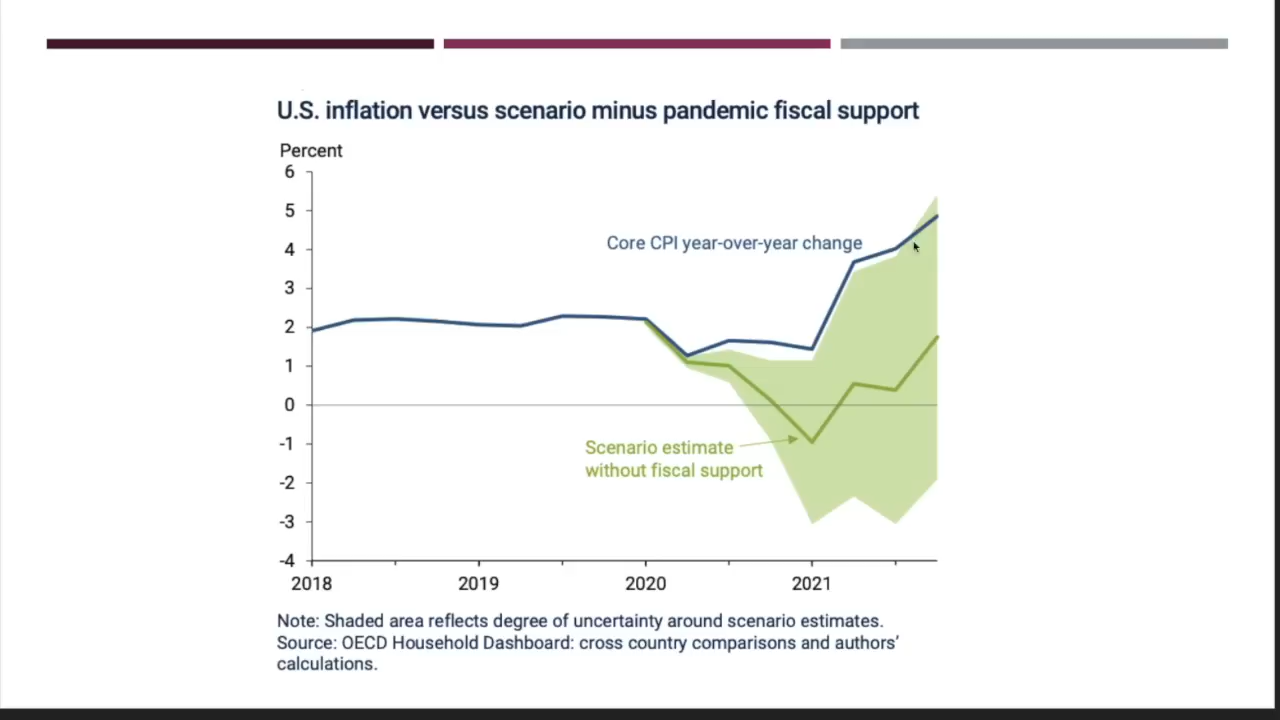 U.S. inflation versus scenario minus pandemic fiscal support
Percent
6
5
4
3
2
1
0
-1
-2
-3
-4
Core CPI year-over-year change
Scenario estimate
without fiscal support
2018
2019
2020
2021
Note: Shaded area reflects degree of uncertainty around scenario estimates.
Source: OECD Household Dashboard: cross country comparisons and authors’
calculations.